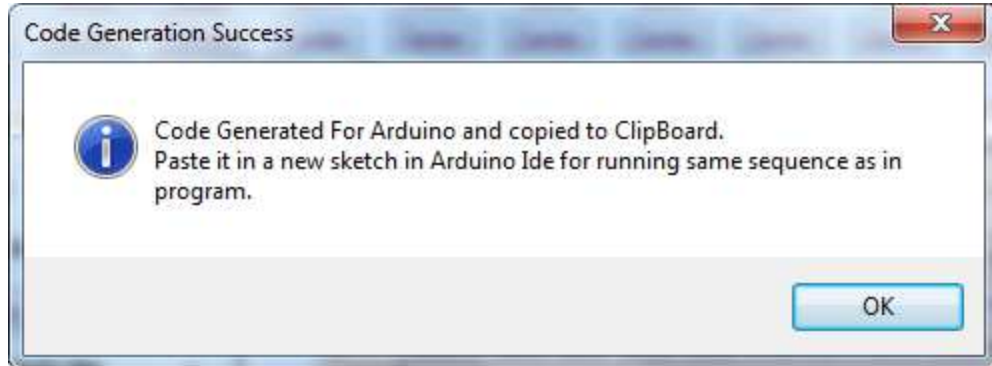 Code Generation Success
Code Generated For Arduino and copied to ClipBoard.
Paste it in a new sketch in Arduino Ide for running same sequence as in
program.
OK